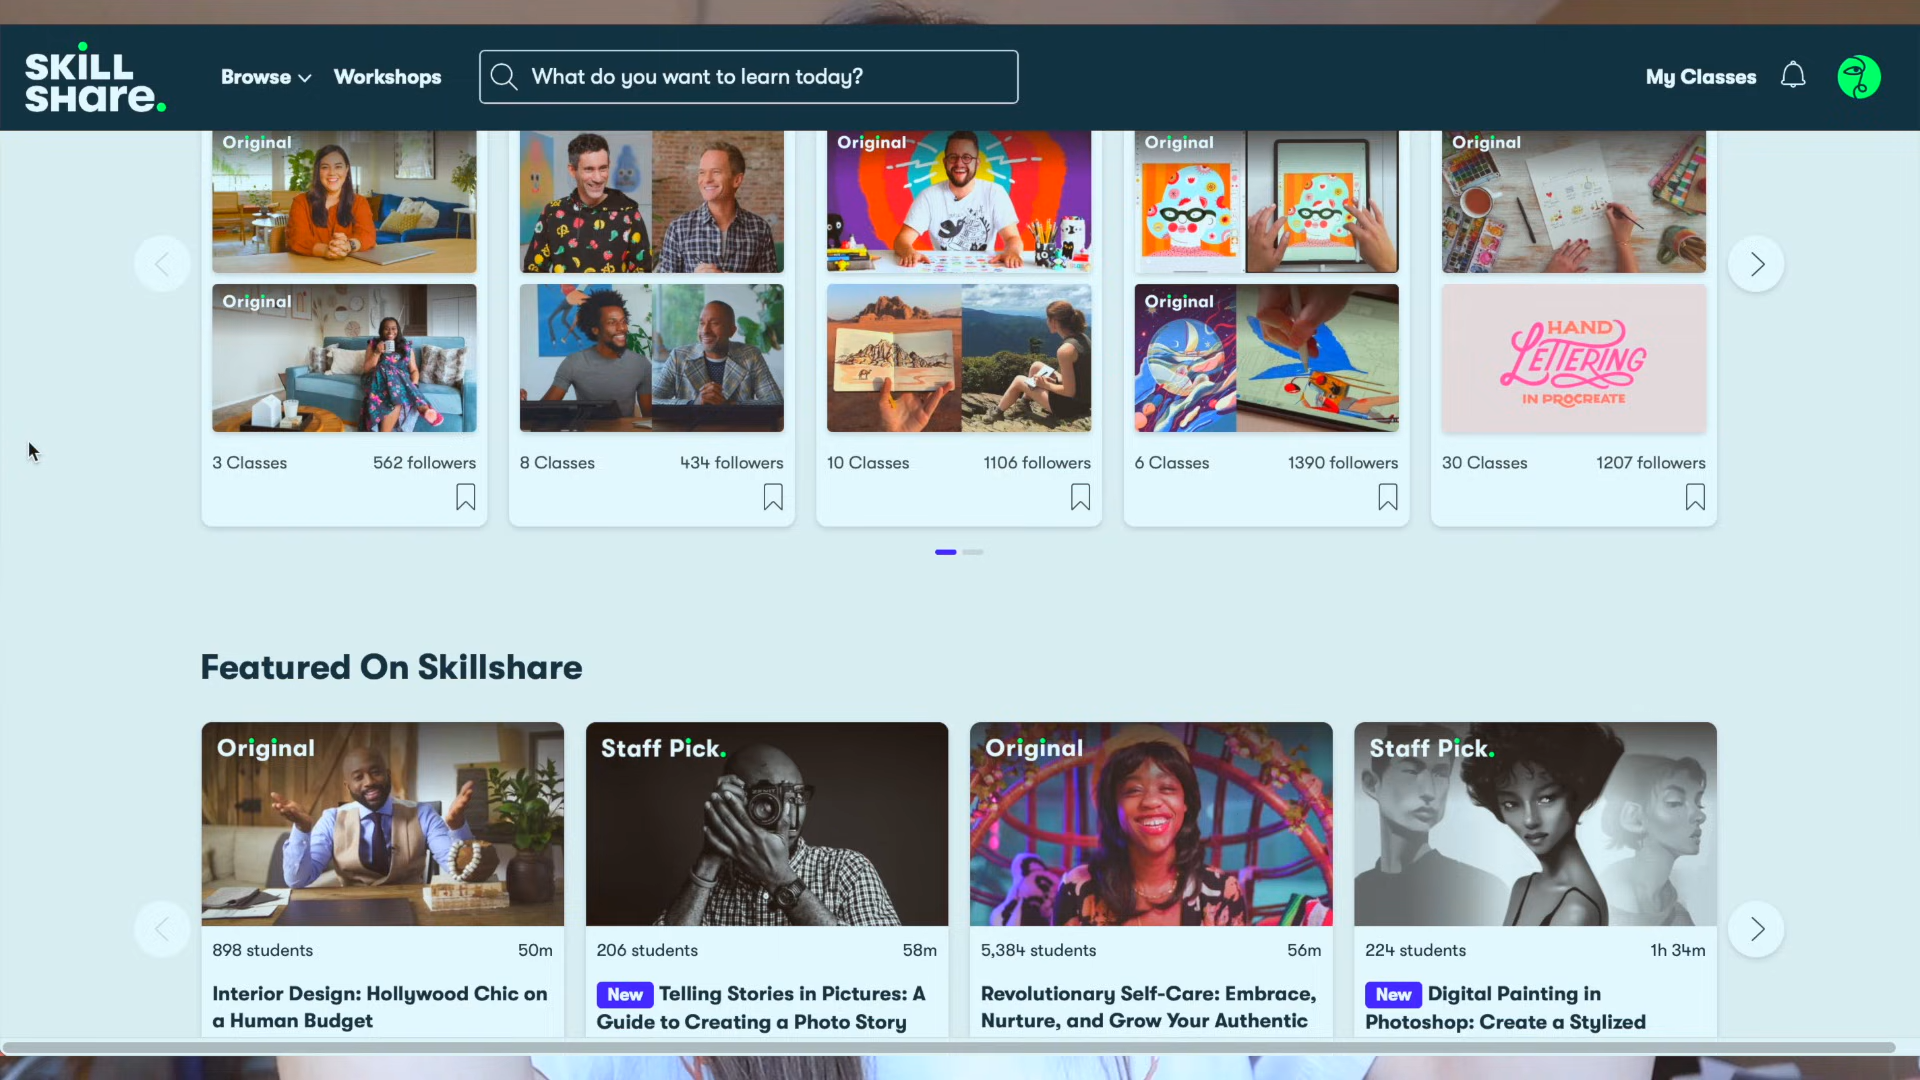 SKILL
SHare.
Browse
Workshops
What do you want to learn today?
My Classes
Original
Original
Original
Original
Original
Original
HAND
LETTERING
IN PROCREATE
3 Classes
562 followers
8 Classes
434 followers
10 Classes
1106 followers
6 Classes
1390 followers
30 Classes
1207 followers
Featured On Skillshare
Original
Staff Pick.
Original
Staff Pick.
898 students
50m
206 students
58m
5,384 students
56m
224 students
1h 34m
Interior Design: Hollywood Chic on
a Human Budget
New Telling Stories in Pictures: A
Guide to Creating a Photo Story
Revolutionary Self-Care: Embrace,
Nurture, and Grow Your Authentic
New Digital Painting in
Photoshop: Create a Stylized